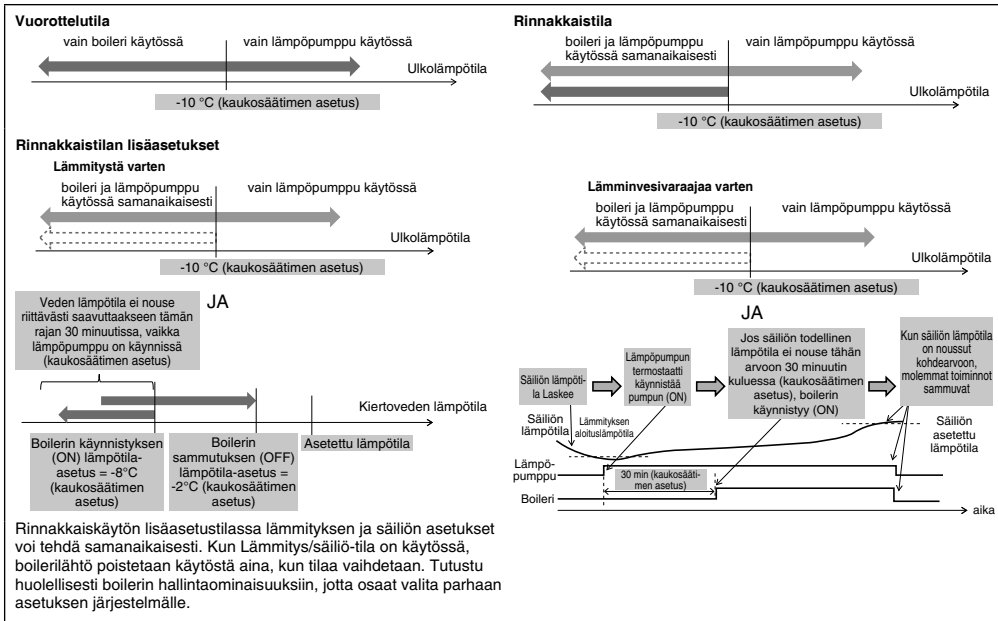 Vuorottelutila
vain boileri käytössä
vain lämpöpumppu käytössä
Ulkolämpötila
-10 °C (kaukosäätimen asetus)
Rinnakkaistila
boileri ja lämpöpumppu
käytössä samanaikaisesti
vain lämpöpumppu käytössä
Ulkolämpötila
-10 °C (kaukosäätimen asetus)
Rinnakkaistilan lisäasetukset
Lämmitystä varten
boileri ja lämpöpumppu
käytössä samanaikaisesti
vain lämpöpumppu käytössä
Ulkolämpötila
-10 °C (kaukosäätimen asetus)
JA
Veden lämpötila ei nouse
riittävästi saavuttaakseen tämän
rajan 30 minuutissa, vaikka
lämpöpumppu on käynnissä
(kaukosäätimen asetus)
Kiertoveden lämpötila
Boilerin käynnistyksen
(ON) lämpötila-
asetus = -8°C
(kaukosäätimen
asetus)
Boilerin
sammutuksen (OFF)
lämpötila-asetus =
-2°C (kaukosäätimen
asetus)
Asetettu lämpötila
Lämminvesivaraajaa varten
boileri ja lämpöpumppu
käytössä samanaikaisesti
vain lämpöpumppu käytössä
Ulkolämpötila
-10 °C (kaukosäätimen asetus)
JA
Säiliön lämpöti-
la Laskee
Lämpöpumpun
termostaatti
käynnistää
pumpun (ON)
Jos säiliön todellinen
lämpötila ei nouse tähän
arvoon 30 minuutin
kuluessa (kaukosäätimen
asetus), boilerin
käynnistyy (ON)
Kun säiliön lämpötila
on noussut
kohdearvoon,
molemmat toiminnot
sammuvat
Säiliön
lämpötila
Lämmityksen
aloituslämpötila
Säiliön
asetettu
lämpötila
Lämpö-
pumppu
30 min (kaukosääti-
men asetus)
Boileri
aika
Rinnakkaiskäytön lisäasetustilassa lämmityksen ja säiliön asetukset
voi tehdä samanaikaisesti. Kun Lämmitys/säiliö-tila on käytössä,
boilerilähtö poistetaan käytöstä aina, kun tilaa vaihdetaan. Tutustu
huolellisesti boilerin hallintaominaisuuksiin, jotta osaat valita parhaan
asetuksen järjestelmälle.